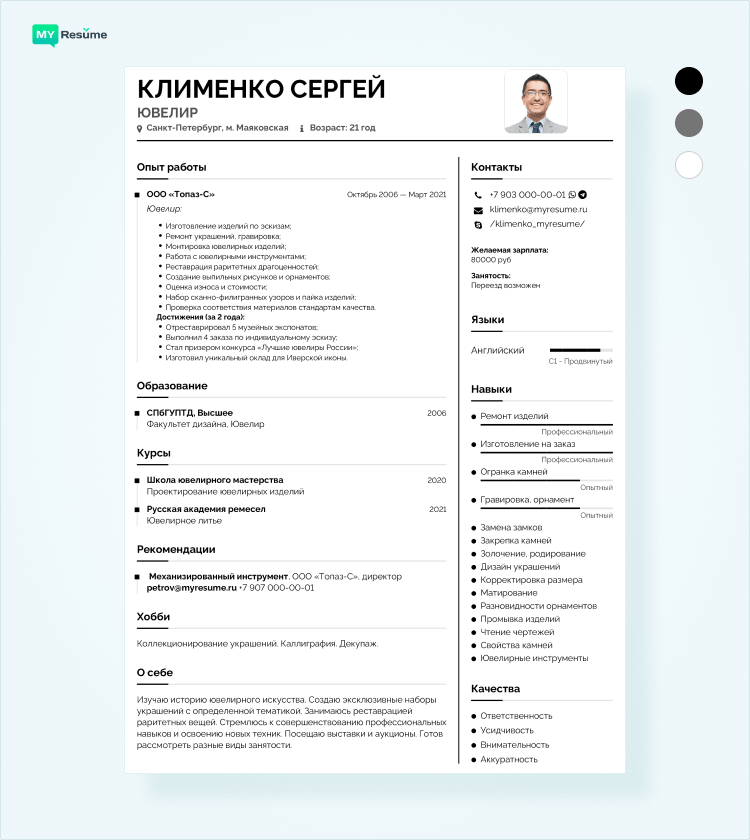 MY Resume
КЛИМЕНКО СЕРГЕЙ
ЮВЕЛИР
Санкт-Петербург, м. Маяковская Возраст: 21 год
Опыт работы
ООО «Топаз-С» Октябрь 2006 — Март 2021
Ювелир:
Изготовление изделий по эскизам;
Ремонт украшений, гравировка;
Монтировка ювелирных изделий;
Работа с ювелирными инструментами;
Реставрация раритетных драгоценностей;
Создание выпильных рисунков и орнаментов;
Оценка износа и стоимости;
Набор сканно-филигранных узоров и пайка изделий;
Проверка соответствия материалов стандартам качества.
Достижения (за 2 года):
Отреставрировал 5 музейных экспонатов;
Выполнил 4 заказа по индивидуальному эскизу;
Стал призером конкурса «Лучшие ювелиры России»;
Изготовил уникальный оклад для Иверской иконы.
Образование
СПбГУПТД, Высшее 2006
Факультет дизайна, Ювелир
Курсы
Школа ювелирного мастерства 2020
Проектирование ювелирных изделий
Русская академия ремесел 2021
Ювелирное литье
Рекомендации
Механизированный инструмент, ООО «Топаз-С», директор
petrov@myresume.ru +7 907 000-00-01
Хобби
Коллекционирование украшений. Каллиграфия. Декупаж.
О себе
Изучаю историю ювелирного искусства. Создаю эксклюзивные наборы
украшений с определенной тематикой. Занимаюсь реставрацией
раритетных вещей. Стремлюсь к совершенствованию профессиональных
навыков и освоению новых техник. Посещаю выставки и аукционы. Готов
рассмотреть разные виды занятости.
Контакты
+7 903 000-00-01
klimenko@myresume.ru
/klimenko_myresume/
Желаемая зарплата:
80000 руб
Занятость:
Переезд возможен
Языки
Английский
C1 - Продвинутый
Навыки
Ремонт изделий
Профессиональный
Изготовление на заказ
Профессиональный
Огранка камней
Опытный
Гравировка, орнамент
Опытный
Замена замков
Закрепка камней
Золочение, родирование
Дизайн украшений
Корректировка размера
Матирование
Разновидности орнаментов
Промывка изделий
Чтение чертежей
Свойства камней
Ювелирные инструменты
Качества
Ответственность
Усидчивость
Внимательность
Аккуратность